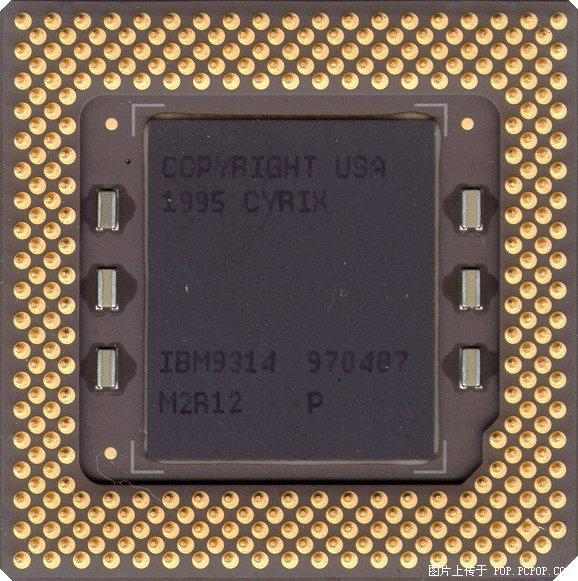 COPYRIGHT USA
1995 CYRIX
IBM9314 970407
M2R12 P
图片上传于 POP.PCPOP.COM